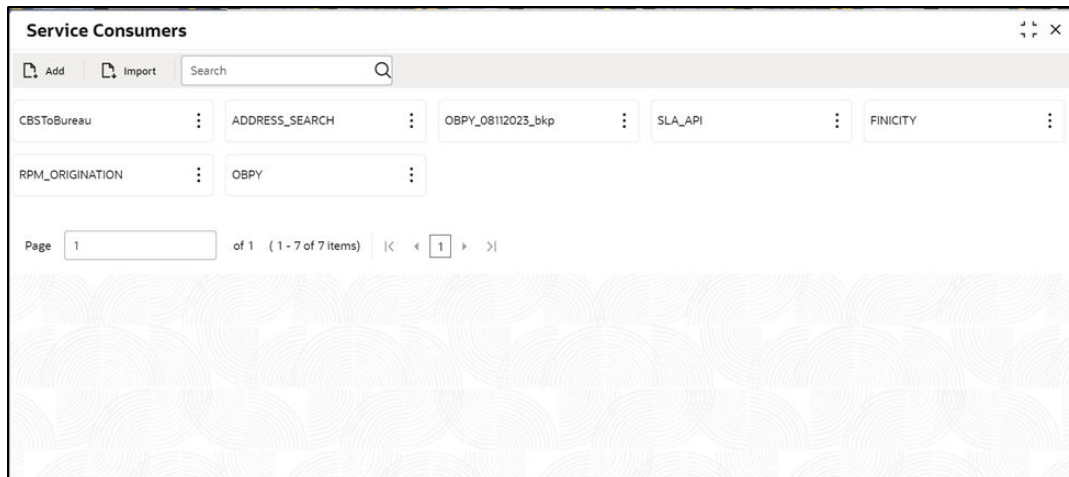 Service Consumers
Add Import Search
CBSToBureau ADDRESS_SEARCH OBPY_08112023_bkp SLA_API FINICITY
RPM_ORIGINATION OBPY
Page 1 of 1 (1 - 7 of 7 items) 1